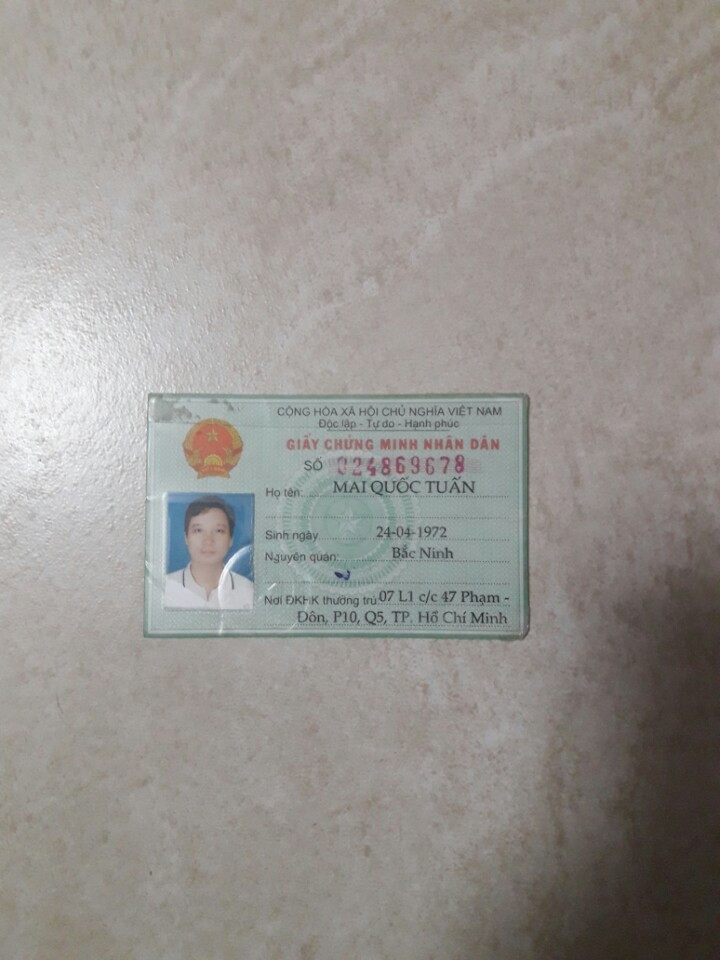 CỘNG HÒA XÃ HỘI CHỦ NGHĨA VIỆT NAM
Độc lập - Tự do - Hạnh phúc
GIẤY CHỨNG MINH NHÂN DÂN
SỐ 024869678
Họ tên: MAI QUỐC TUẤN
Sinh ngày 24-04-1972
Nguyên quán: Bắc Ninh
Nơi ĐKHK thường trú 07 L1 c/c 47 Phạm -
Đôn, P10, Q5, TP. Hồ Chí Minh